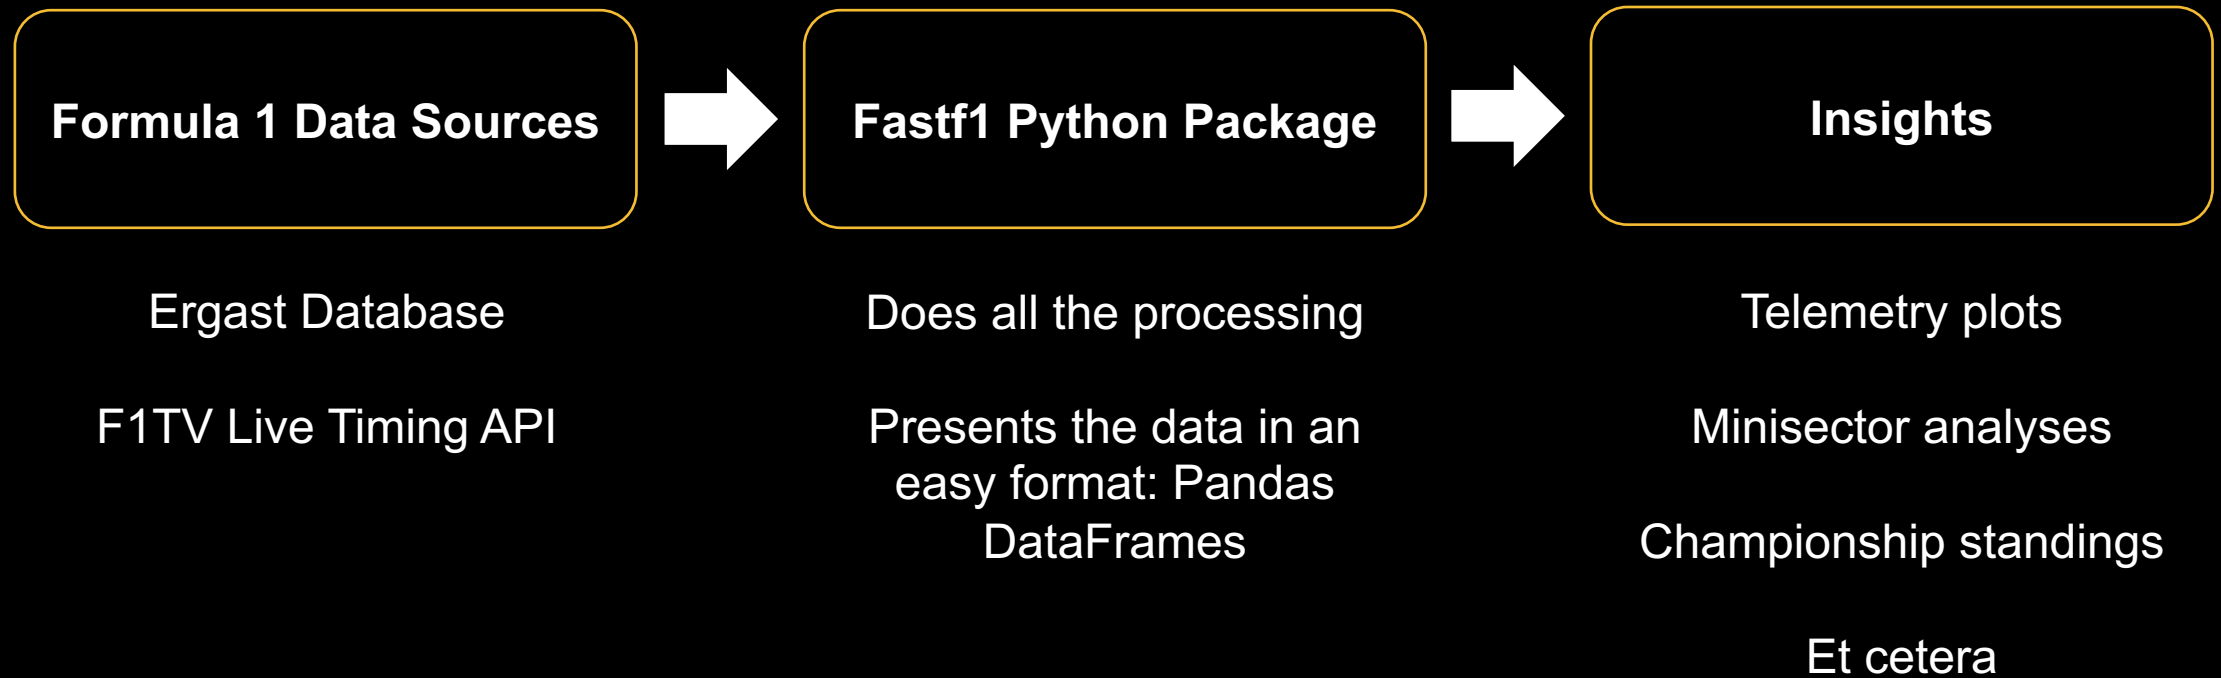 Formula 1 Data Sources
Ergast Database
F1TV Live Timing API
Fastf1 Python Package
Does all the processing
Presents the data in an
easy format: Pandas
DataFrames
Insights
Telemetry plots
Minisector analyses
Championship standings
Et cetera